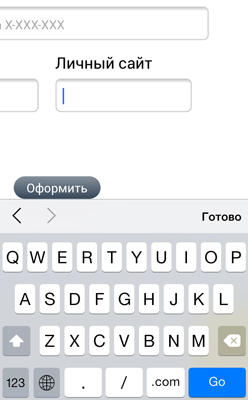 X-XXX-XXX
Личный сайт
Оформить
Готово
Q W E R T Y U I O P
A S D F G H J K L
Z X C V B N M
123 . / .com Go